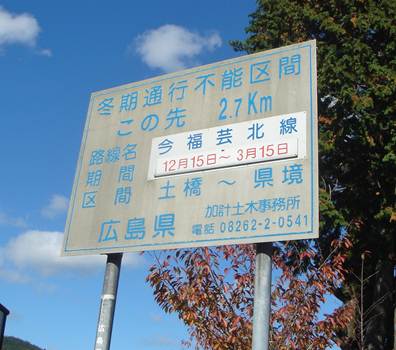 冬期通行不能区間
この先 2.7Km
路線名 今福芸北線
期間 12月15日～3月15日
区間 土橋～県境
広島県 加計土木事務所
電話 08262-2-0541
広島